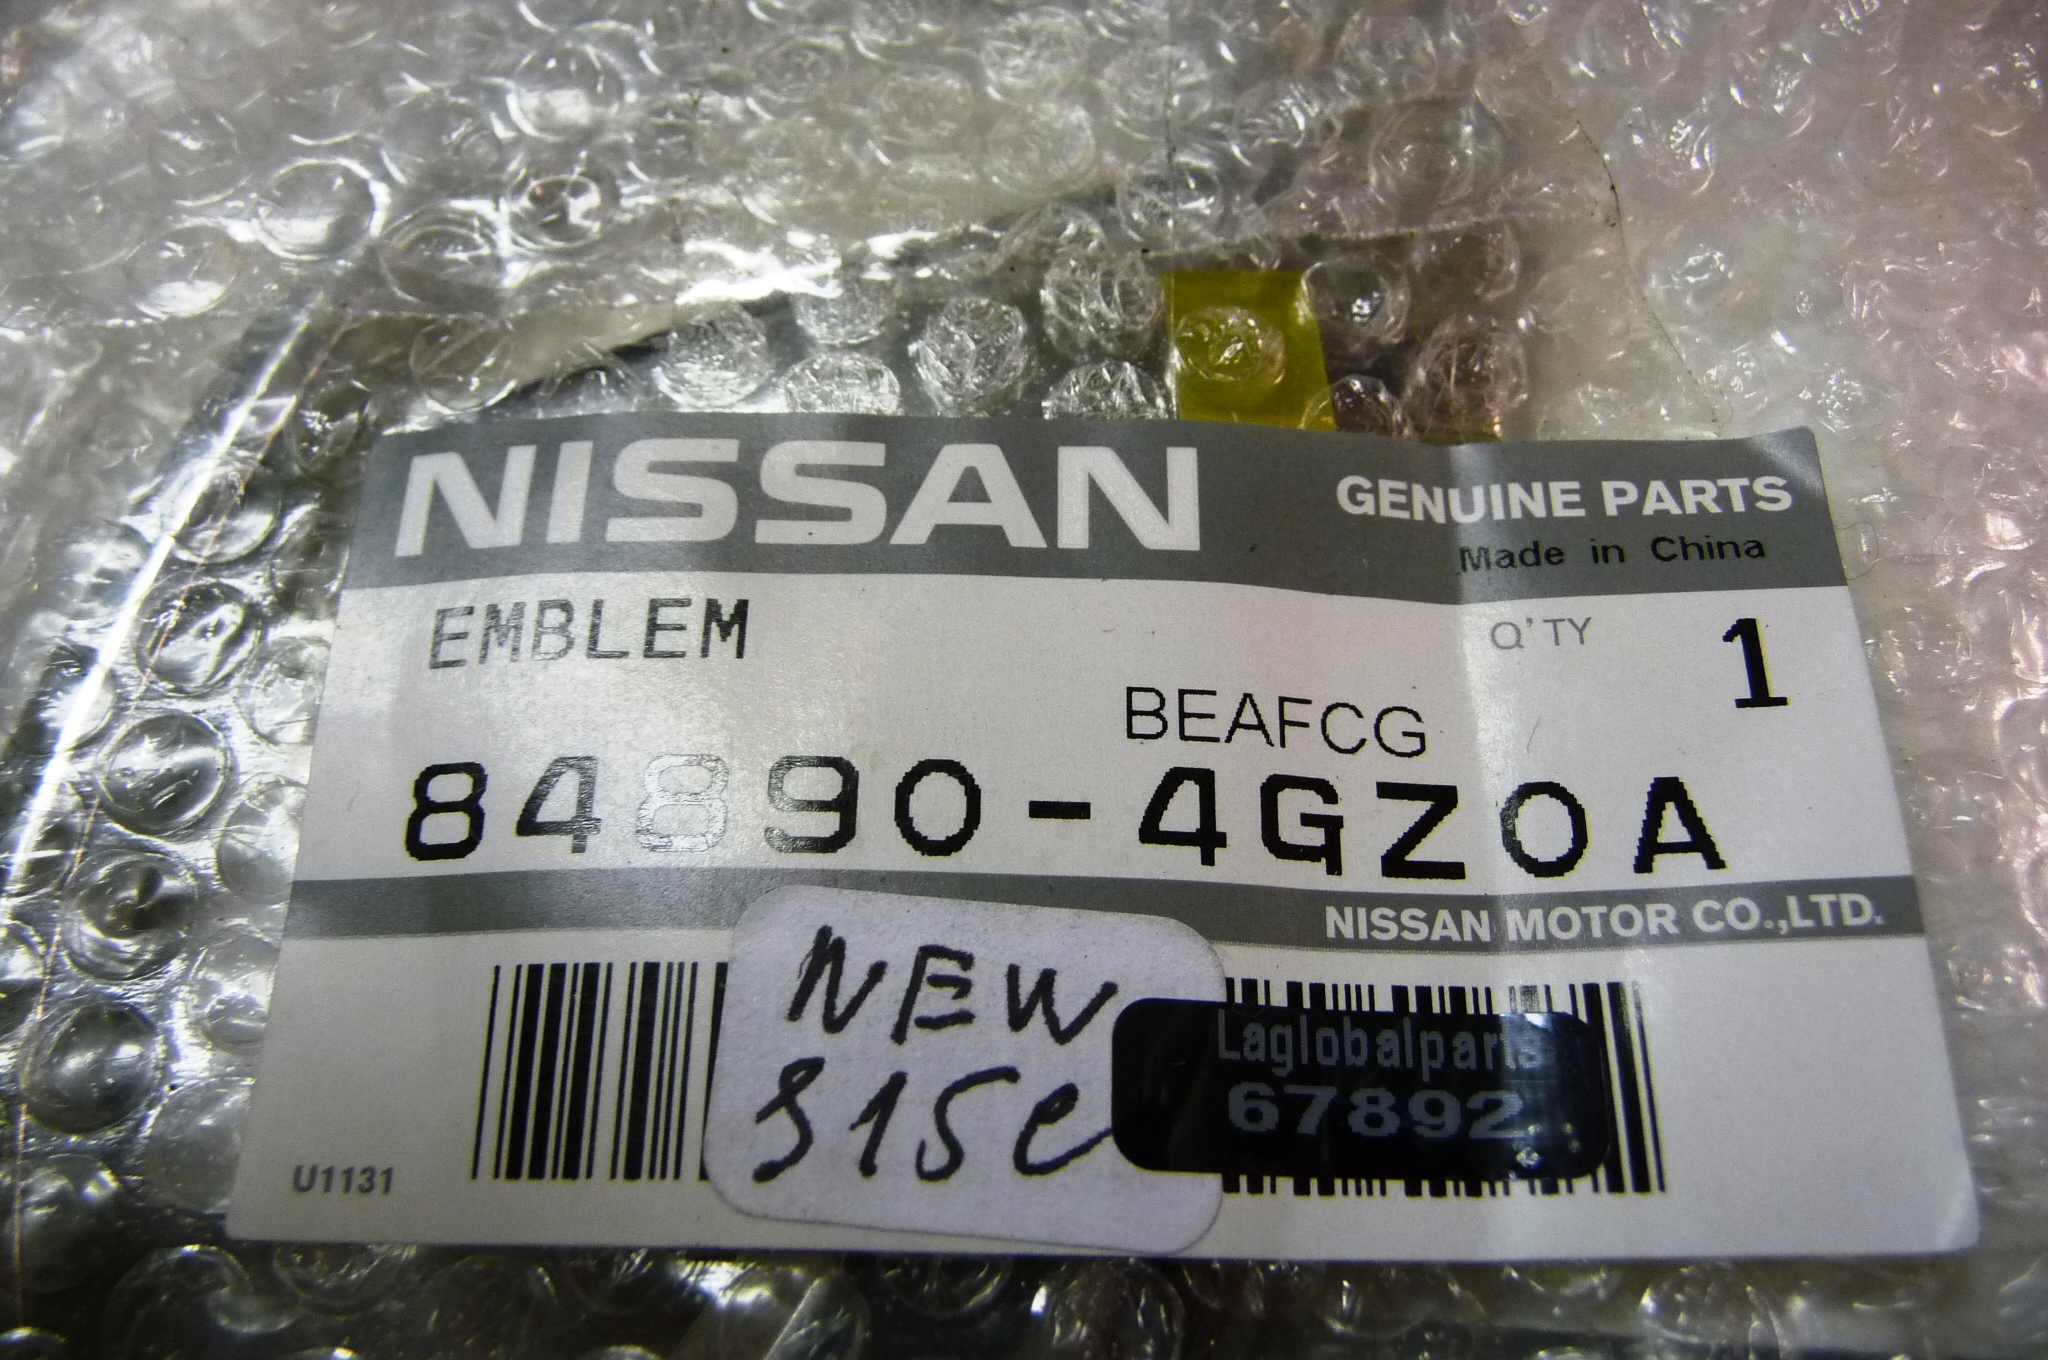 NISSAN
GENUINE PARTS
Made in China
EMBLEM
Q'TY 1
BEAFCG
84890-4GZ0A
NISSAN MOTOR CO.,LTD.
NEW
315c
Laglobalparts
67892
U1131